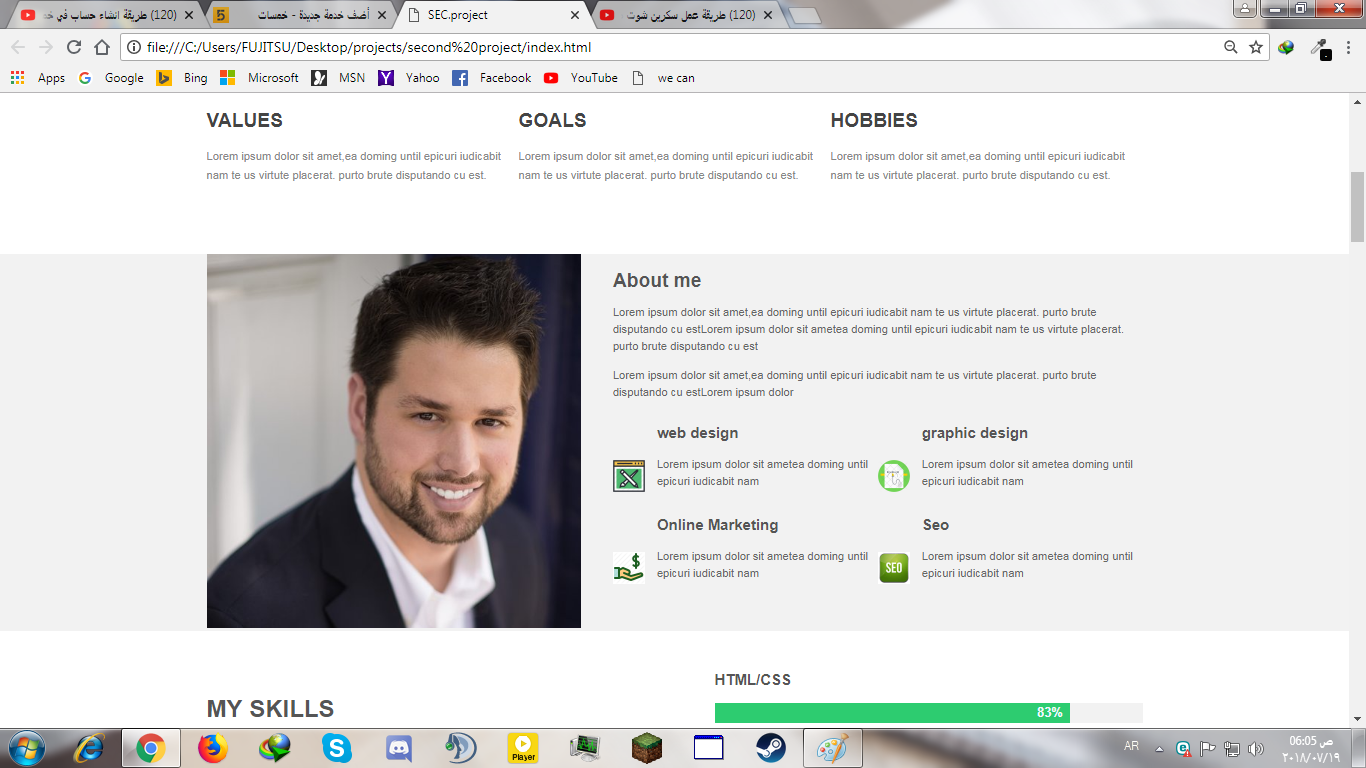 (120) طريقة انشاء حساب في خم
أضف خدمة جديدة - خمسات
SEC.project
(120) طريقة عمل سكرين شوت
file:///C:/Users/FUJITSU/Desktop/projects/second%20project/index.html
Apps Google Bing Microsoft MSN Yahoo Facebook YouTube we can
VALUES GOALS HOBBIES
Lorem ipsum dolor sit amet,ea doming until epicuri iudicabit Lorem ipsum dolor sit amet,ea doming until epicuri iudicabit Lorem ipsum dolor sit amet,ea doming until epicuri iudicabit
nam te us virtute placerat. purto brute disputando cu est. nam te us virtute placerat. purto brute disputando cu est. nam te us virtute placerat. purto brute disputando cu est.
About me
Lorem ipsum dolor sit amet,ea doming until epicuri iudicabit nam te us virtute placerat. purto brute
disputando cu estLorem ipsum dolor sit ametea doming until epicuri iudicabit nam te us virtute placerat.
purto brute disputando cu est
Lorem ipsum dolor sit amet,ea doming until epicuri iudicabit nam te us virtute placerat. purto brute
disputando cu estLorem ipsum dolor
web design graphic design
Lorem ipsum dolor sit ametea doming until Lorem ipsum dolor sit ametea doming until
epicuri iudicabit nam epicuri iudicabit nam
Online Marketing Seo
Lorem ipsum dolor sit ametea doming until Lorem ipsum dolor sit ametea doming until
SEO
epicuri iudicabit nam epicuri iudicabit nam
HTML/CSS
MY SKILLS
83%
Player
AR
06:05 ص
٢٠١٨/٠٧/١٩